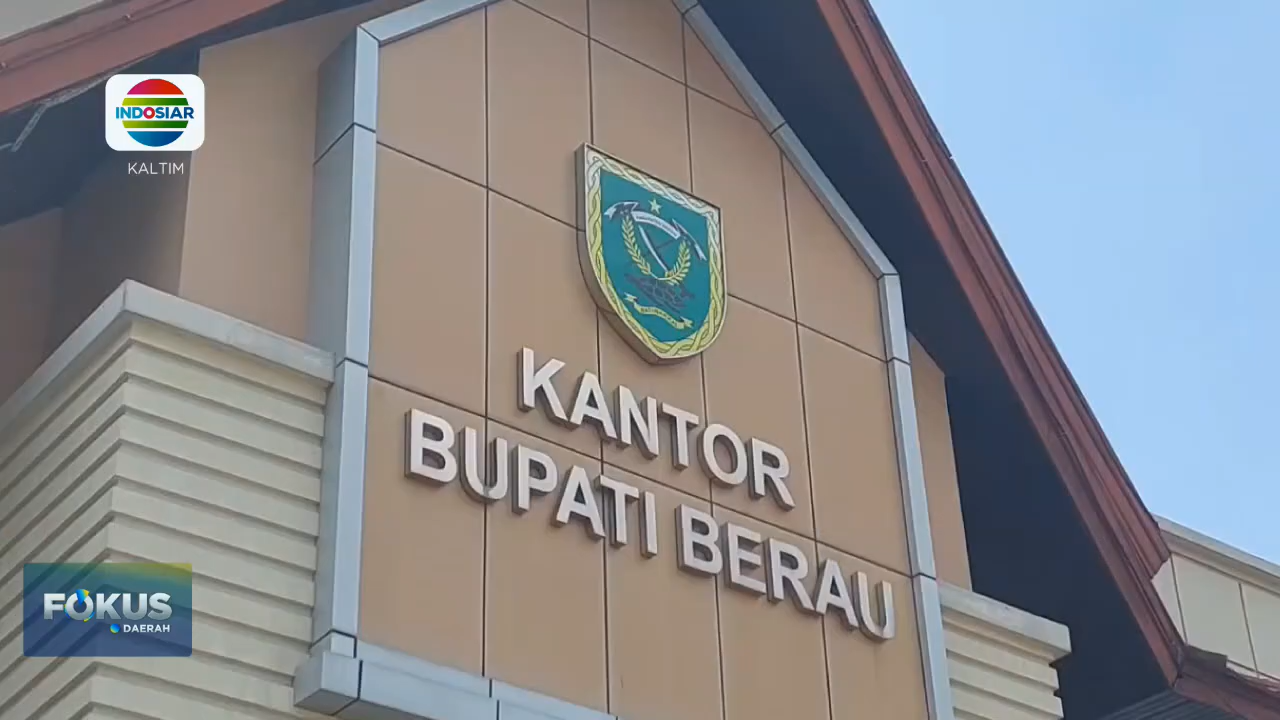 INDOSIAR
KALTIM
KANTOR
BUPATI BERAU
FOKUS
DAERAH